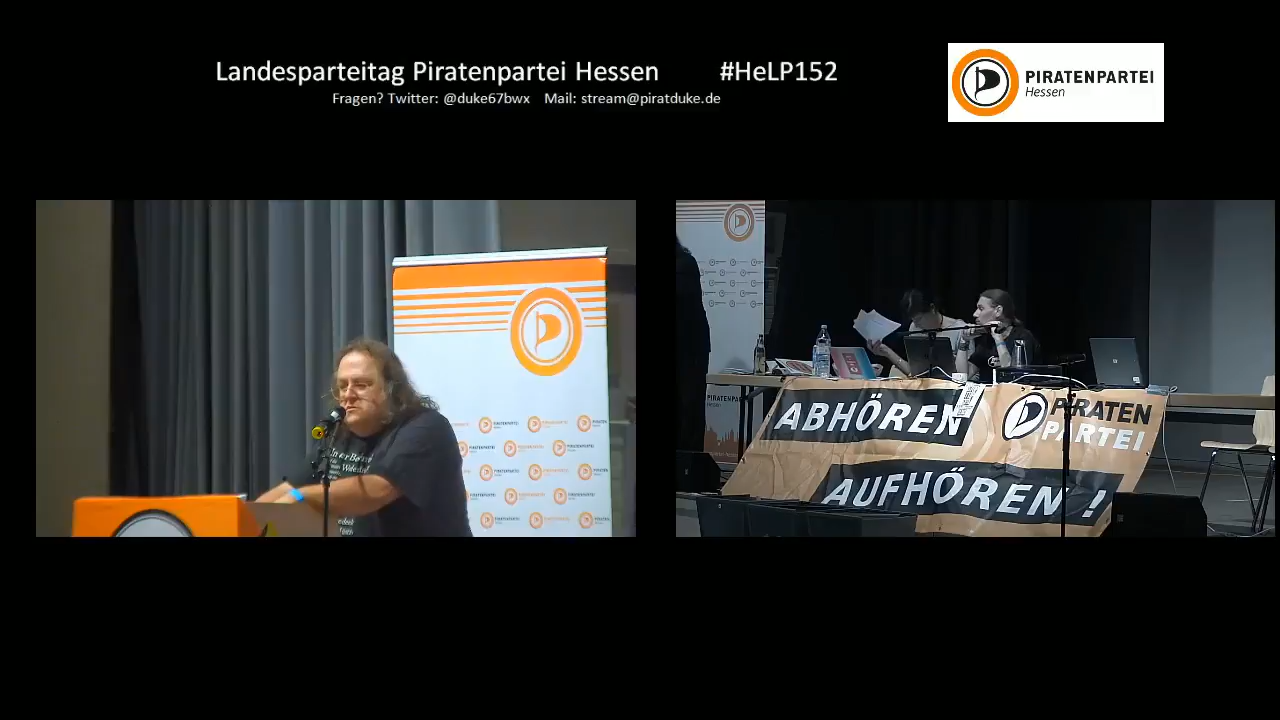 Landesparteitag Piratenpartei Hessen #HeLP152
Fragen? Twitter: @duke67bwx Mail: stream@piratduke.de
PIRATENPARTEI
Hessen
ABHÖREN
AUFHÖREN !
PIRATEN
PARTEI